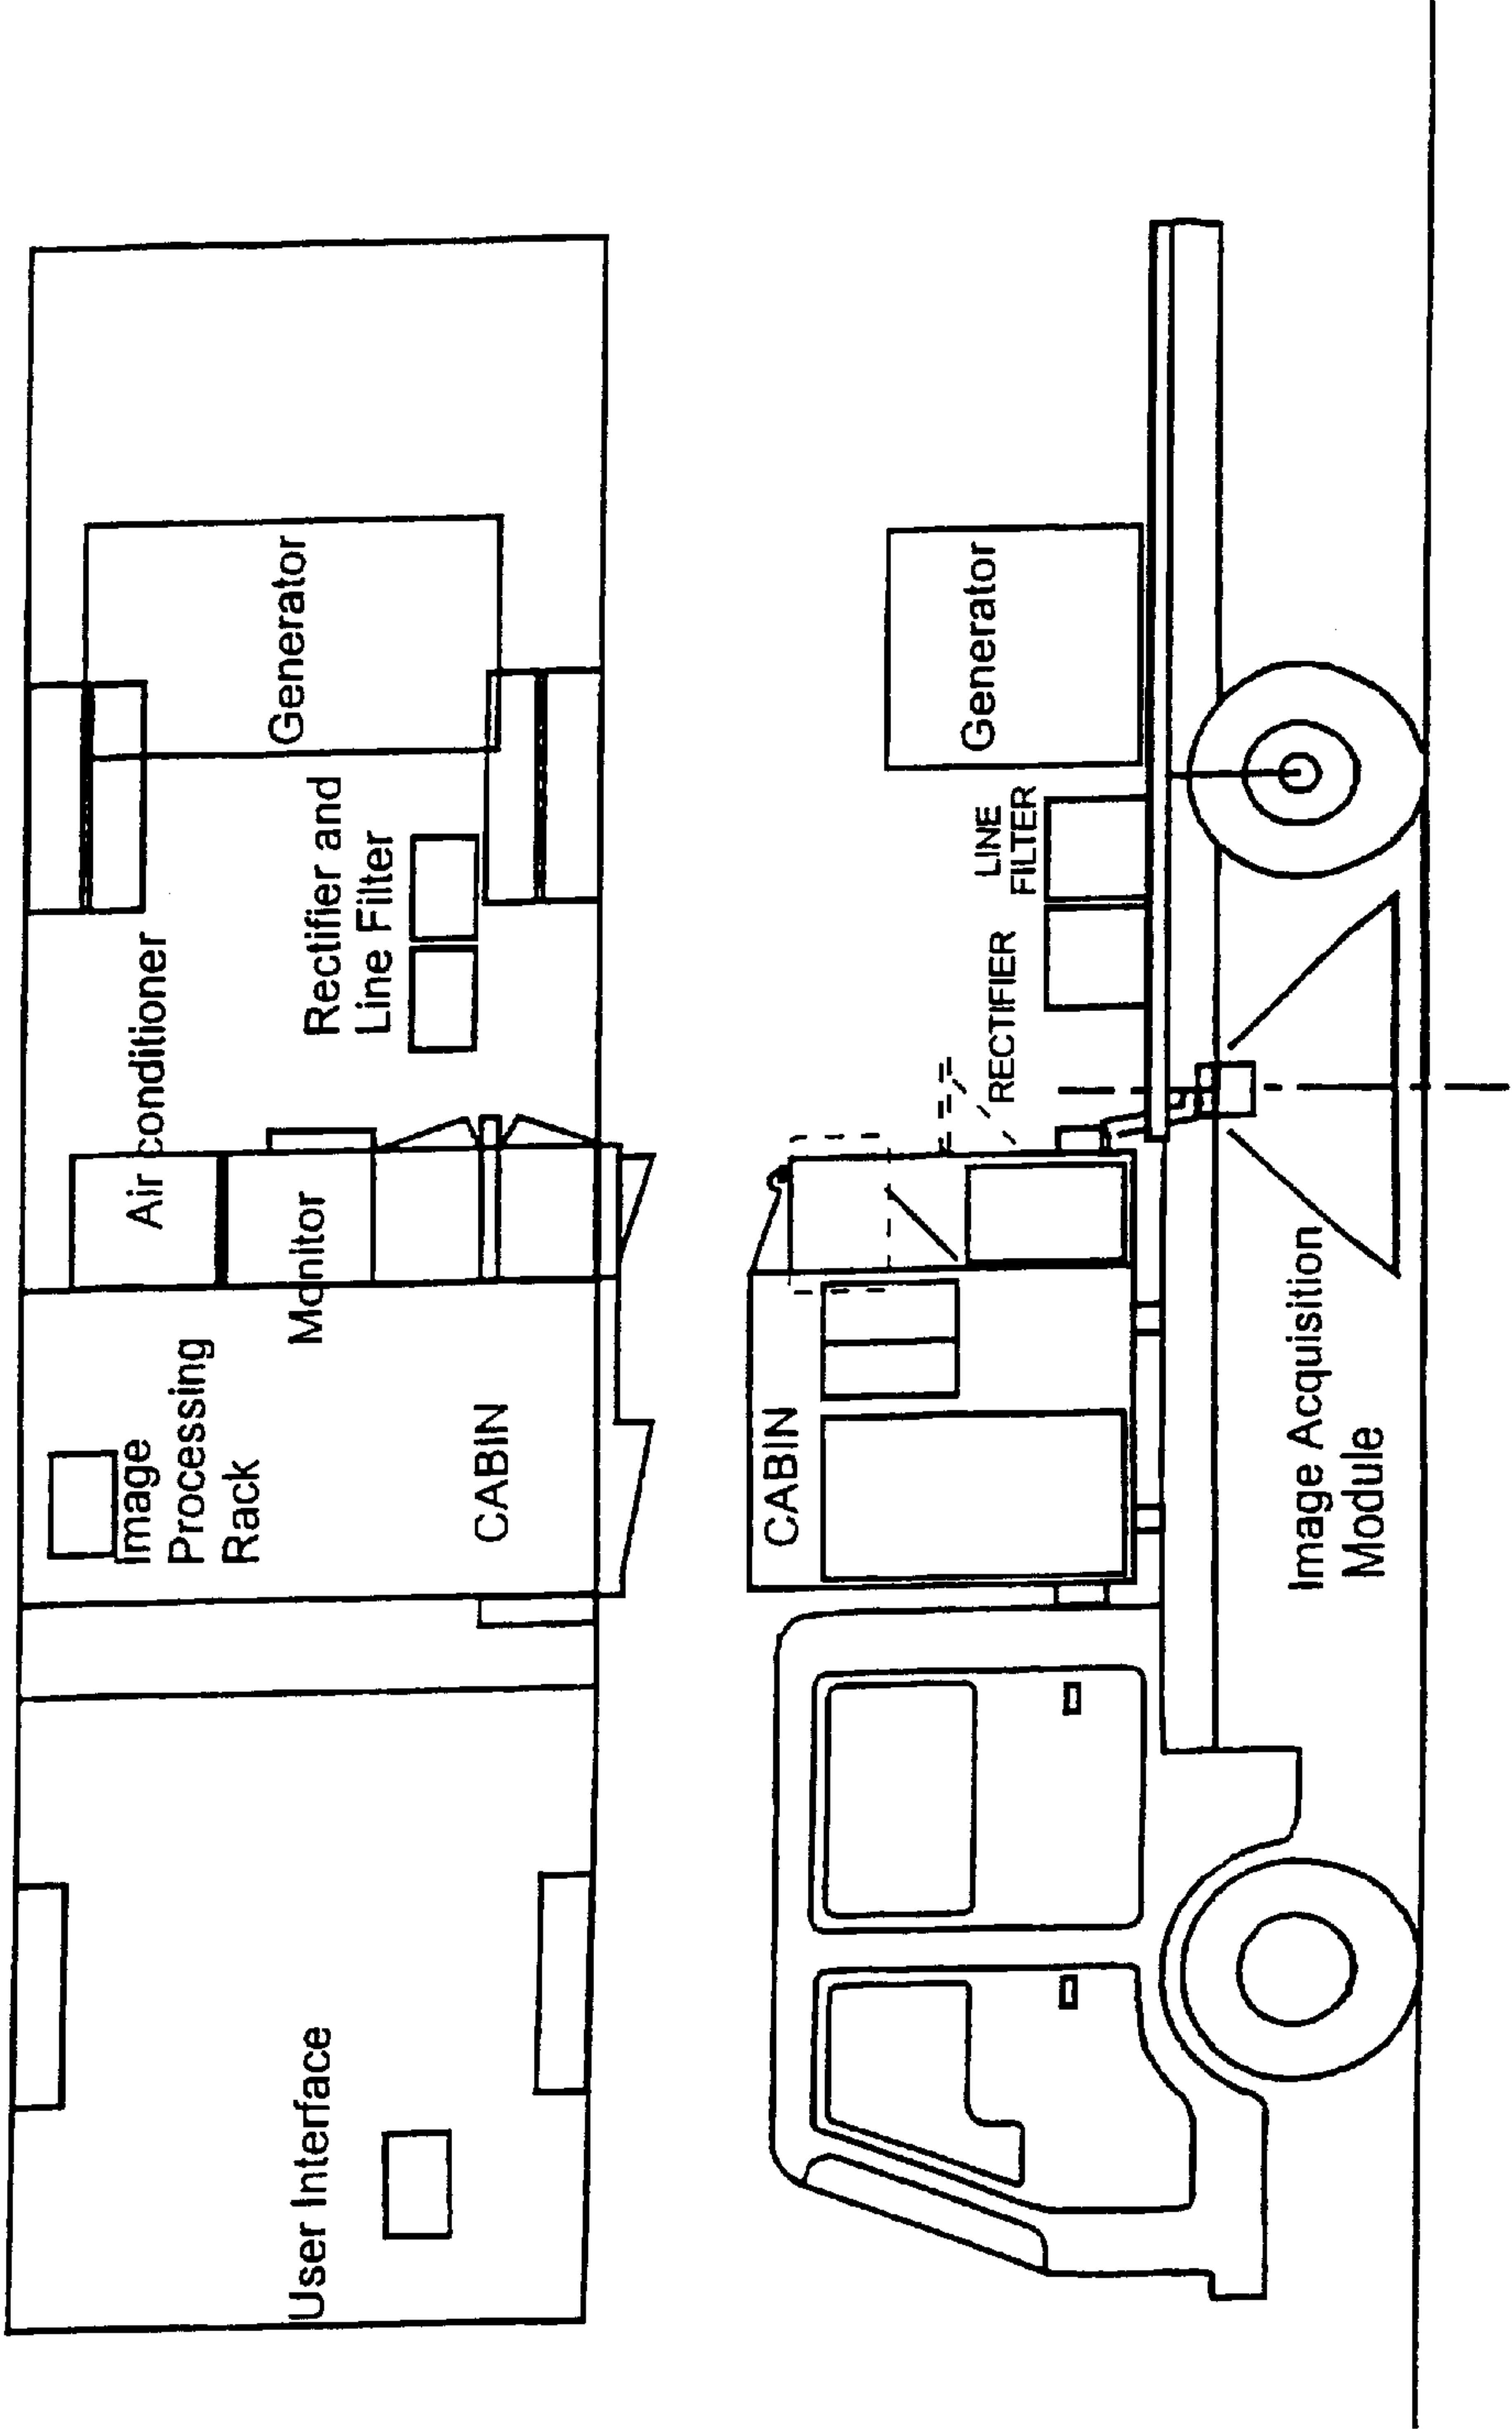 User Interface
Image
Processing
Rack
CABIN
Air conditioner
Monitor
Rectifier and
Line Filter
Generator
CABIN
RECTIFIER
LINE
FILTER
Generator
Image Acquisition
Module